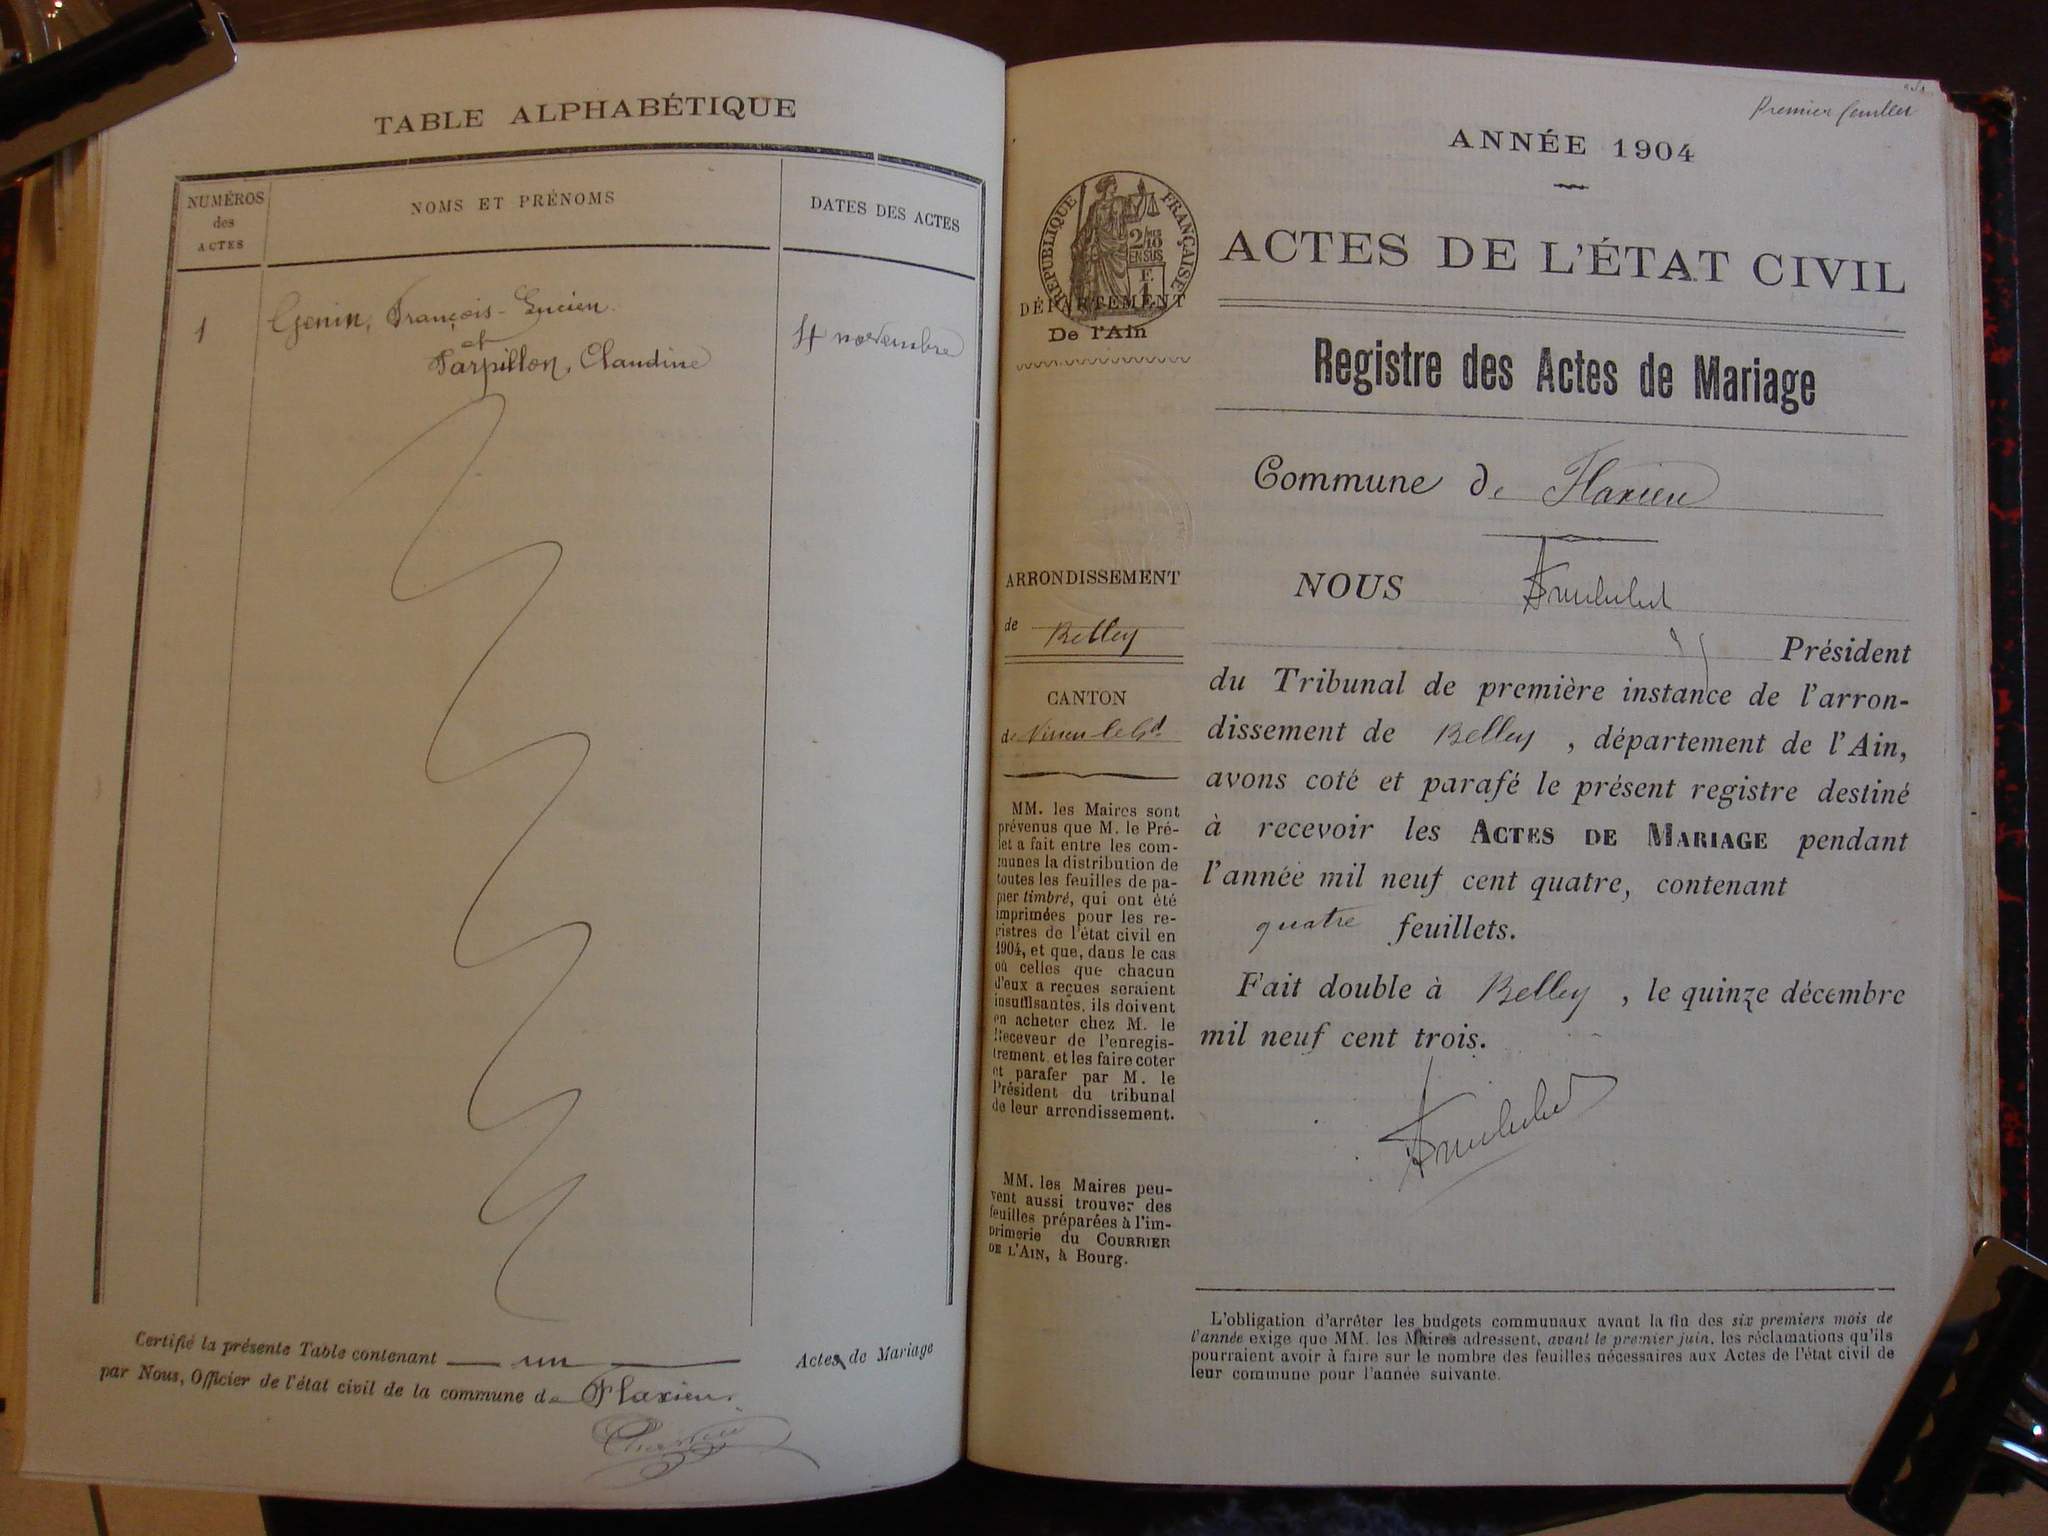 TABLE ALPHABÉTIQUE
NUMÉROS
des
ACTES
NOMS ET PRÉNOMS
DATES DES ACTES
1
Genin, François-Lucien
et
Tarpillon, Claudine
4 novembre
Certifié la présente Table contenant un Actes de Mariage
par Nous, Officier de l'état civil de la commune de Flaxieu.
Premier feuillet
ANNÉE 1904
RÉPUBLIQUE FRANÇAISE
2/10
EN SUS
F.
1
DÉPARTEMENT
De l'Ain
ACTES DE L'ÉTAT CIVIL
Registre des Actes de Mariage
Commune de Flaxieu
ARRONDISSEMENT
de Belley
CANTON
de Virieu-le-Gd
MM. les Maires sont
prévenus que M. le Pré-
fet a fait entre les com-
munes la distribution de
toutes les feuilles de pa-
pier timbré, qui ont été
imprimées pour les re-
gistres de l'état civil en
1904, et que, dans le cas
où celles que chacun
d'eux a reçues seraient
insuffisantes, ils doivent
en acheter chez M. le
Receveur de l'enregis-
trement et les faire coter
et parafer par M. le
Président du tribunal
de leur arrondissement.
MM. les Maires peu-
vent aussi trouver des
feuilles préparées à l'im-
primerie du COURRIER
DE L'AIN, à Bourg.
NOUS
Président
du Tribunal de première instance de l'arron-
dissement de Belley, département de l'Ain,
avons coté et parafé le présent registre destiné
à recevoir les ACTES DE MARIAGE pendant
l'année mil neuf cent quatre, contenant
quatre feuillets.
Fait double à Belley, le quinze décembre
mil neuf cent trois.
L'obligation d'arrêter les budgets communaux avant la fin des six premiers mois de
l'année exige que MM. les Maires adressent, avant le premier juin, les réclamations qu'ils
pourraient avoir à faire sur le nombre des feuilles nécessaires aux Actes de l'état civil de
leur commune pour l'année suivante.